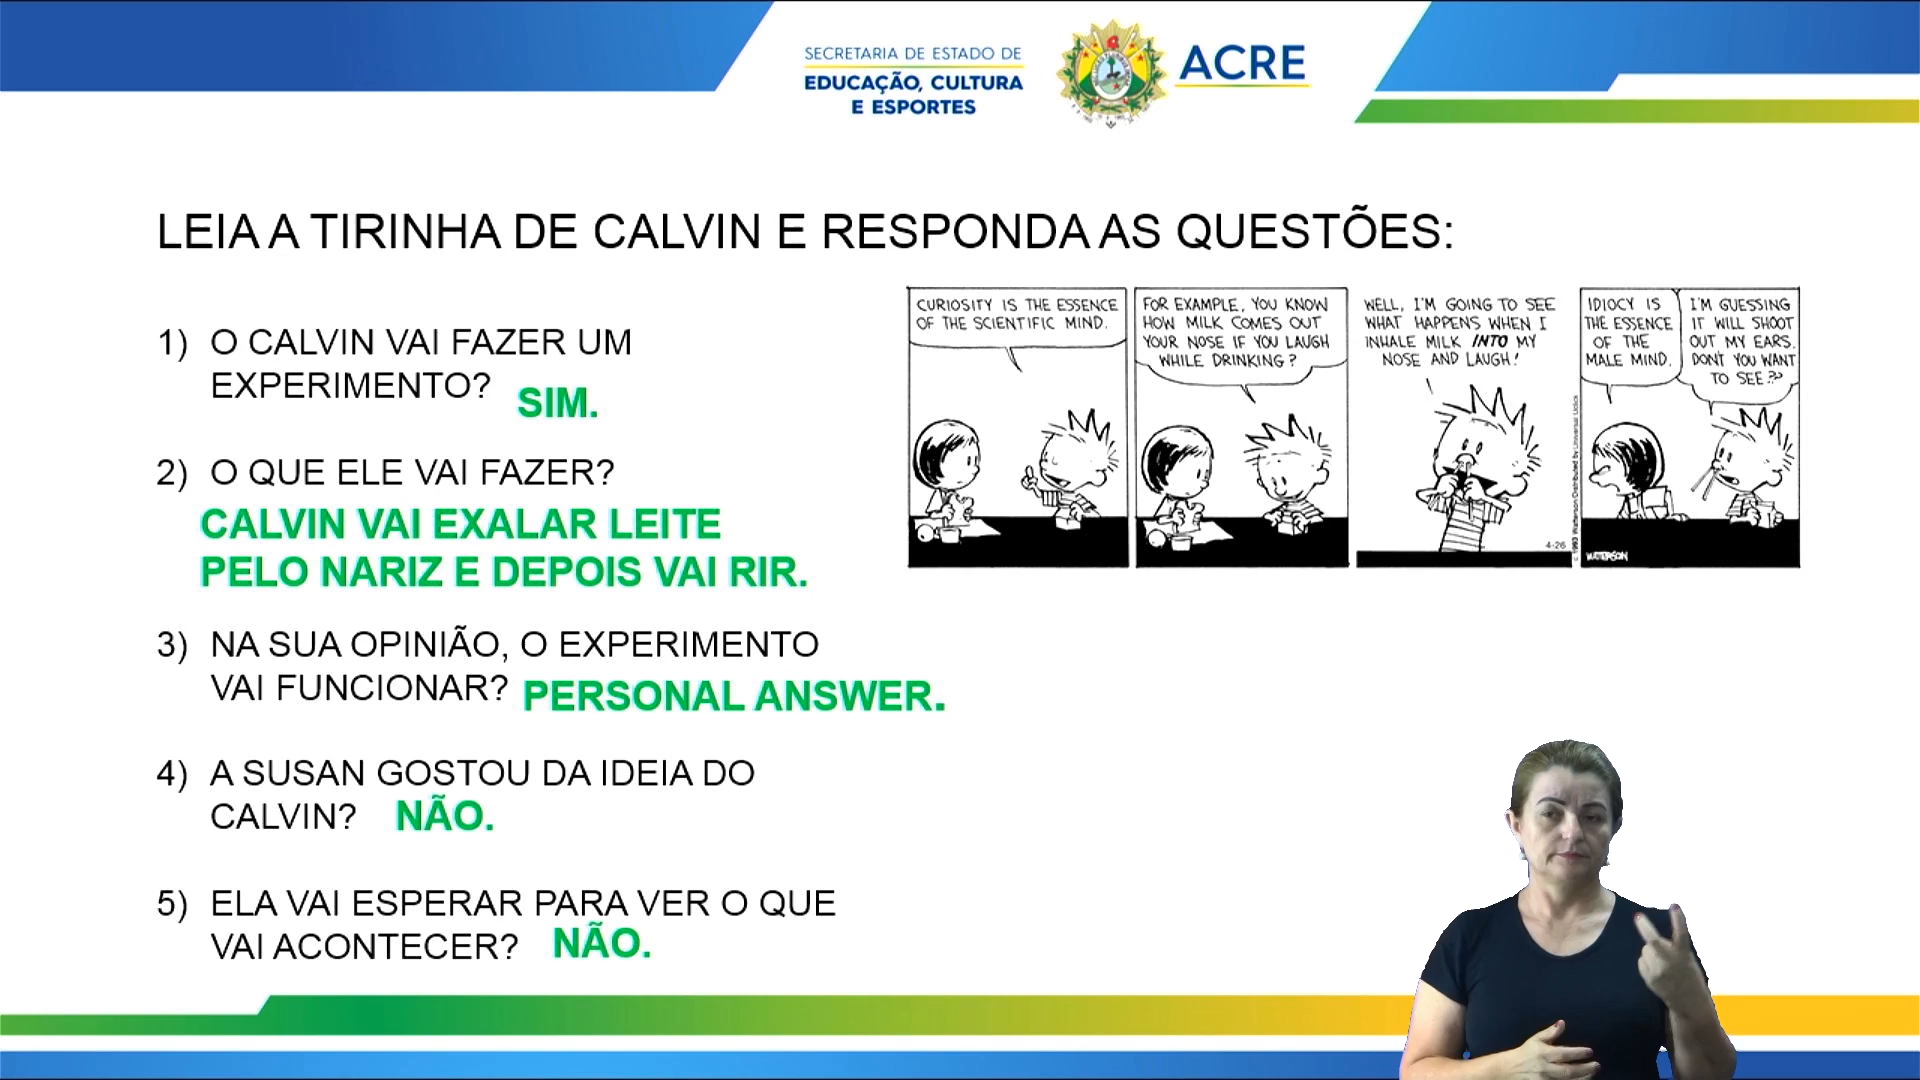 SECRETARIA DE ESTADO DE
EDUCAÇÃO, CULTURA
E ESPORTES
ACRE
LEIA A TIRINHA DE CALVIN E RESPONDA AS QUESTÕES:
1) O CALVIN VAI FAZER UM
EXPERIMENTO? SIM.
2) O QUE ELE VAI FAZER?
CALVIN VAI EXALAR LEITE
PELO NARIZ E DEPOIS VAI RIR.
3) NA SUA OPINIÃO, O EXPERIMENTO
VAI FUNCIONAR? PERSONAL ANSWER.
4) A SUSAN GOSTOU DA IDEIA DO
CALVIN? NÃO.
5) ELA VAI ESPERAR PARA VER O QUE
VAI ACONTECER? NÃO.
CURIOSITY IS THE ESSENCE
OF THE SCIENTIFIC MIND.
FOR EXAMPLE, YOU KNOW
HOW MILK COMES OUT
YOUR NOSE IF YOU LAUGH
WHILE DRINKING?
WELL, I'M GOING TO SEE
WHAT HAPPENS WHEN I
INHALE MILK INTO MY
NOSE AND LAUGH!
4-26
© 1993 Watterson/Distributed by Universal Uclick
IDIOCY IS
THE ESSENCE
OF THE
MALE MIND.
I'M GUESSING
IT WILL SHOOT
OUT MY EARS.
DON'T YOU WANT
TO SEE??
WATTERSON